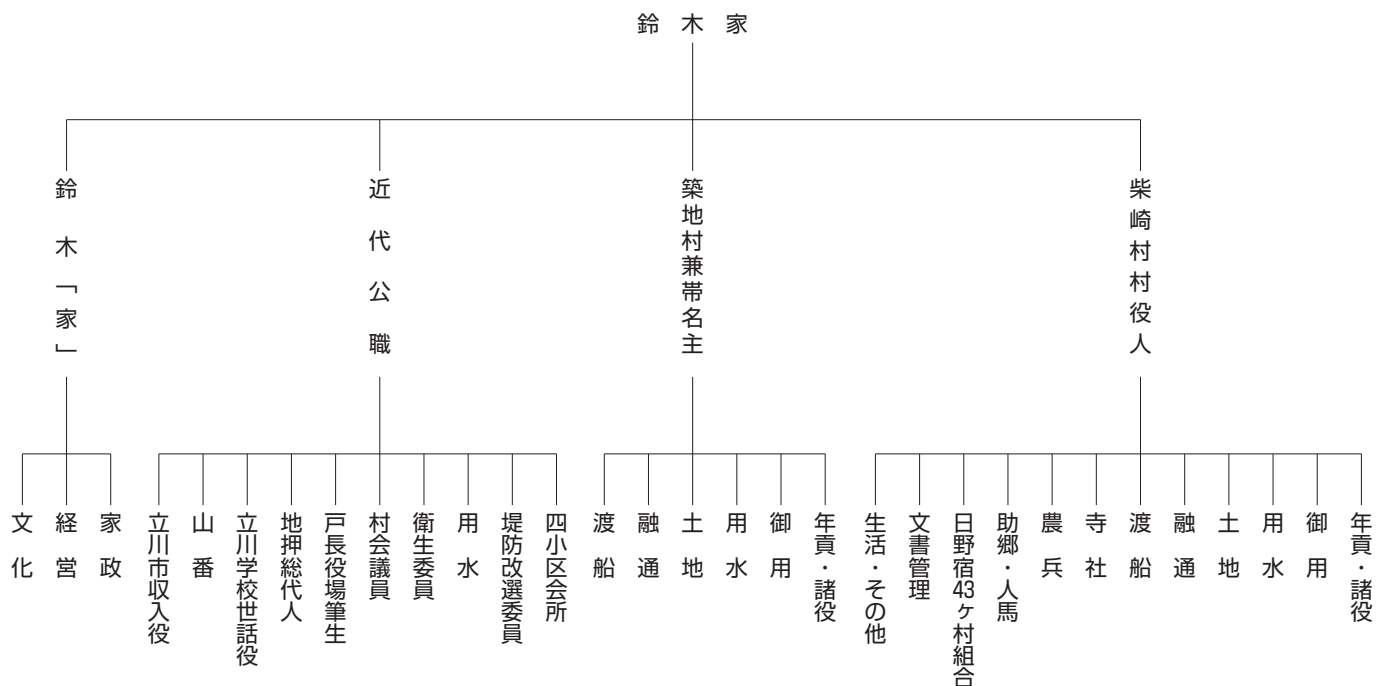 鈴木家
柴崎村村役人
築地村兼帯名主
近代公職
鈴木「家」
年貢・諸役
御用
用水
土地
融通
渡船
寺社
農兵
助郷・人馬
日野宿43ヶ村組合
文書管理
生活・その他
年貢・諸役
御用
用水
土地
融通
渡船
四小区会所
堤防改選委員
用水
衛生委員
村会議員
戸長役場筆生
地押総代人
立川学校世話役
山番
立川市収入役
家政
経営
文化